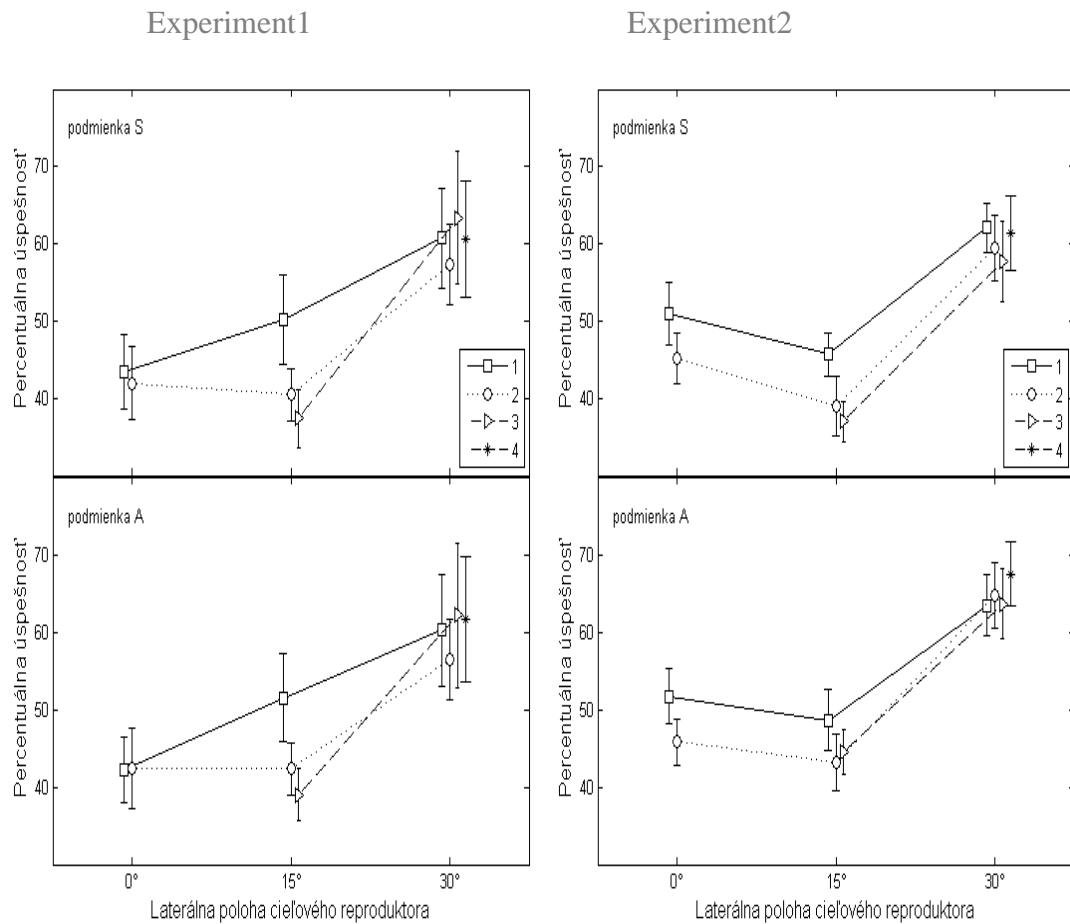 Experiment1
Experiment2
podmienka S
Percentuálna úspešnosť
70
60
50
40
1
2
3
4
podmienka S
Percentuálna úspešnosť
70
60
50
40
1
2
3
4
podmienka A
Percentuálna úspešnosť
70
60
50
40
0°
15°
30°
Laterálna poloha cieľového reproduktora
podmienka A
Percentuálna úspešnosť
70
60
50
40
0°
15°
30°
Laterálna poloha cieľového reproduktora